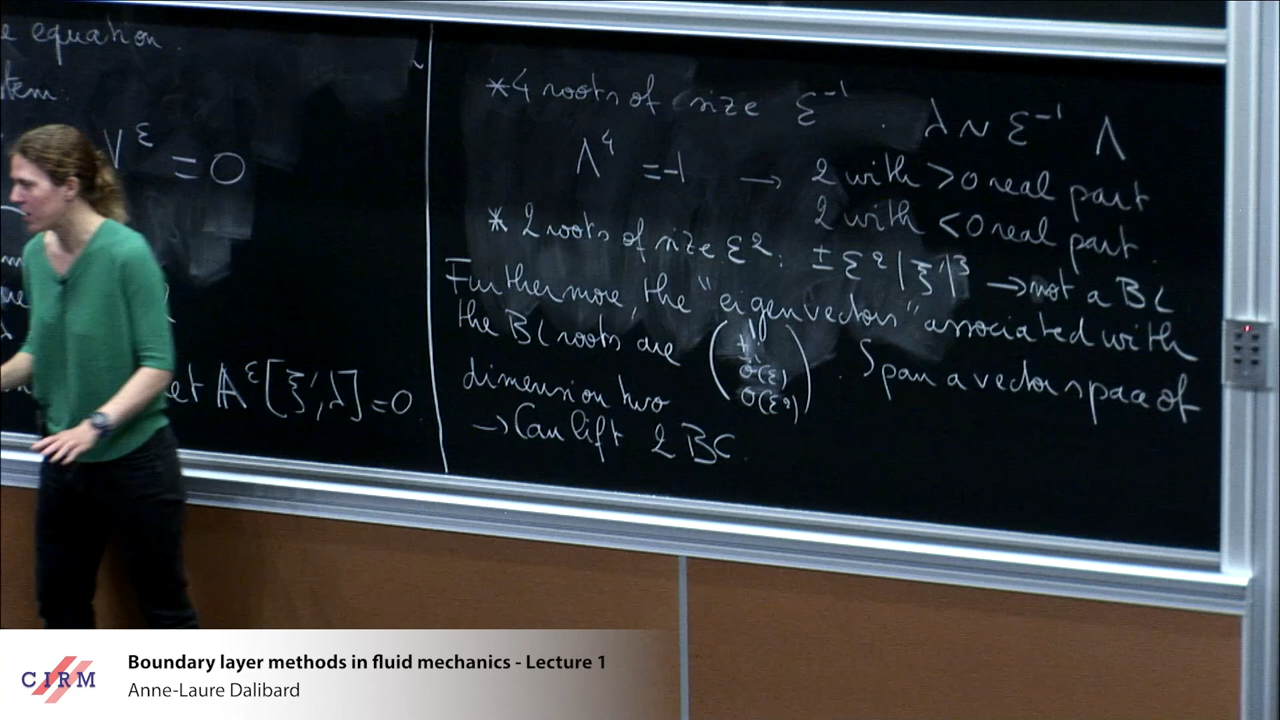 e equation.
tem:
V^ε = 0
et A^ε[ξ', λ] = 0
* 4 roots of size ε^-1. λ ~ ε^-1 Λ
Λ^4 = -1 → 2 with > 0 real part
2 with < 0 real part.
* 2 roots of size ε^2: ± ε^2 |ξ'|^3 → not a BL
Furthermore, the "eigenvectors" associated with
the BL roots are (1 ±i O(ε) O(ε^2)). Span a vector space of
dimension two
→ Can lift 2 BC.
CIRM
Boundary layer methods in fluid mechanics - Lecture 1
Anne-Laure Dalibard